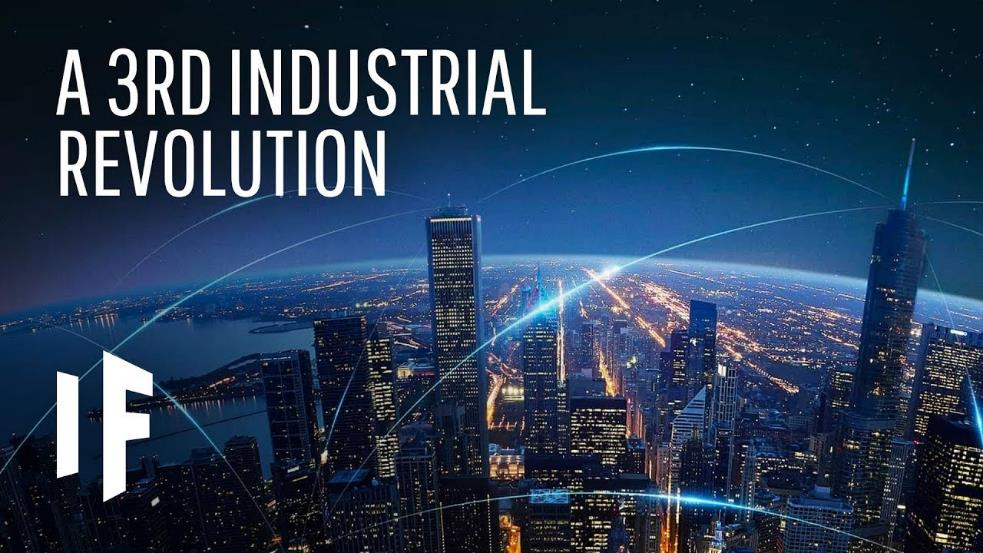 A 3RD INDUSTRIAL
REVOLUTION
IF